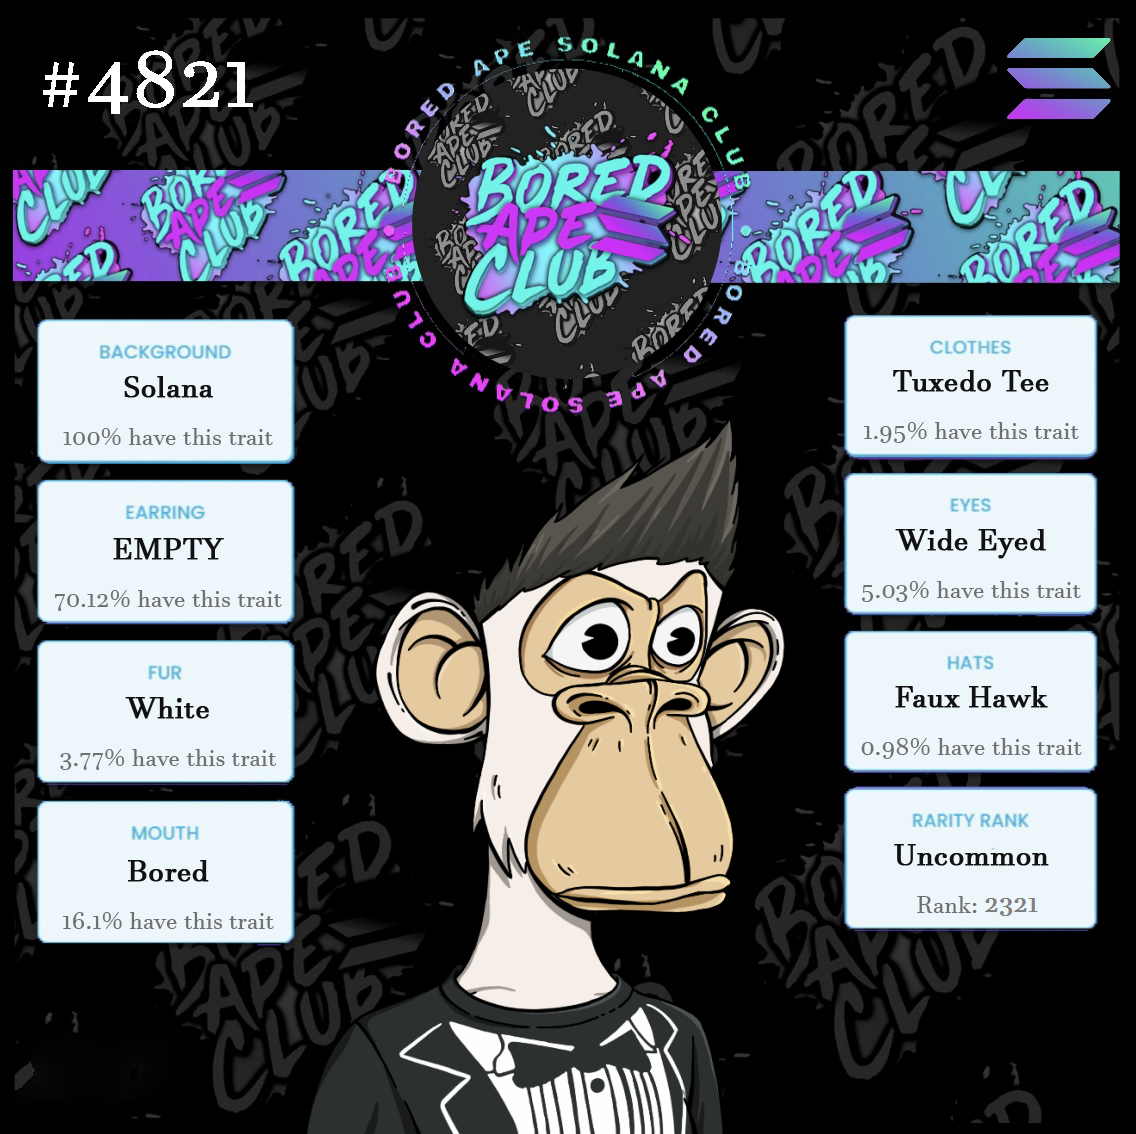 #4821
BORED APE SOLANA CLUB
BORED APE SOLANA CLUB
BORED
APE
CLUB
BACKGROUND
Solana
100% have this trait
EARRING
EMPTY
70.12% have this trait
FUR
White
3.77% have this trait
MOUTH
Bored
16.1% have this trait
CLOTHES
Tuxedo Tee
1.95% have this trait
EYES
Wide Eyed
5.03% have this trait
HATS
Faux Hawk
0.98% have this trait
RARITY RANK
Uncommon
Rank: 2321